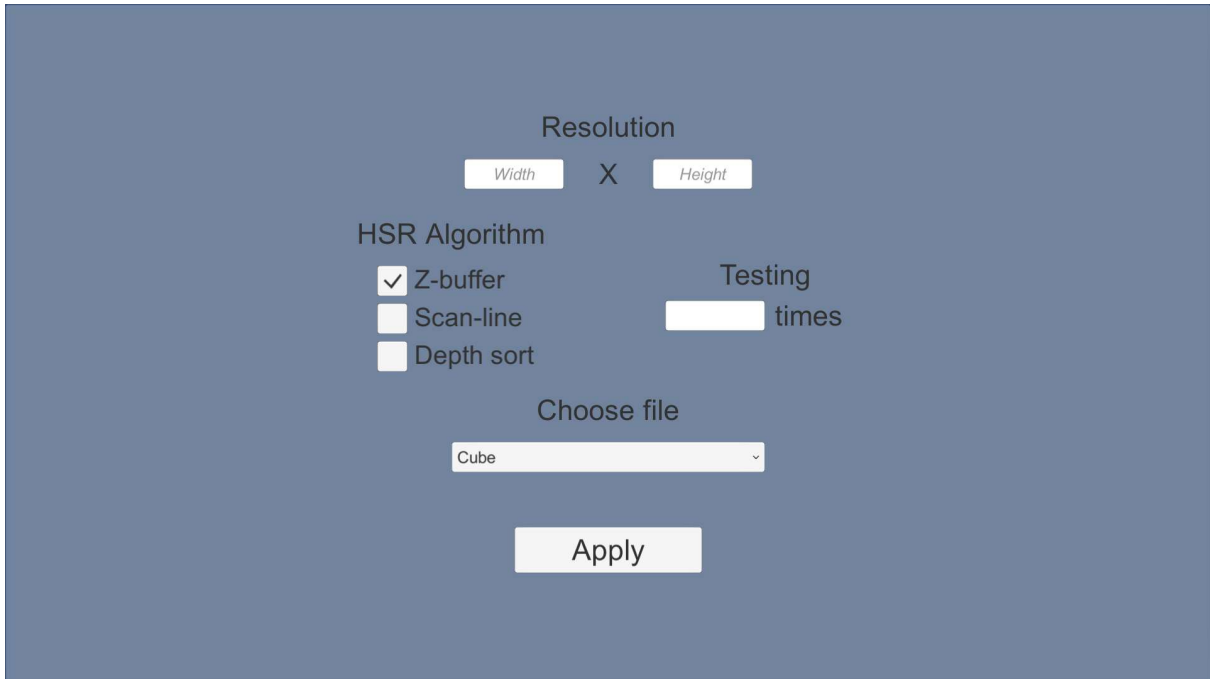 Resolution
Width X Height
HSR Algorithm
Z-buffer
Scan-line
Depth sort
Testing
times
Choose file
Cube
Apply